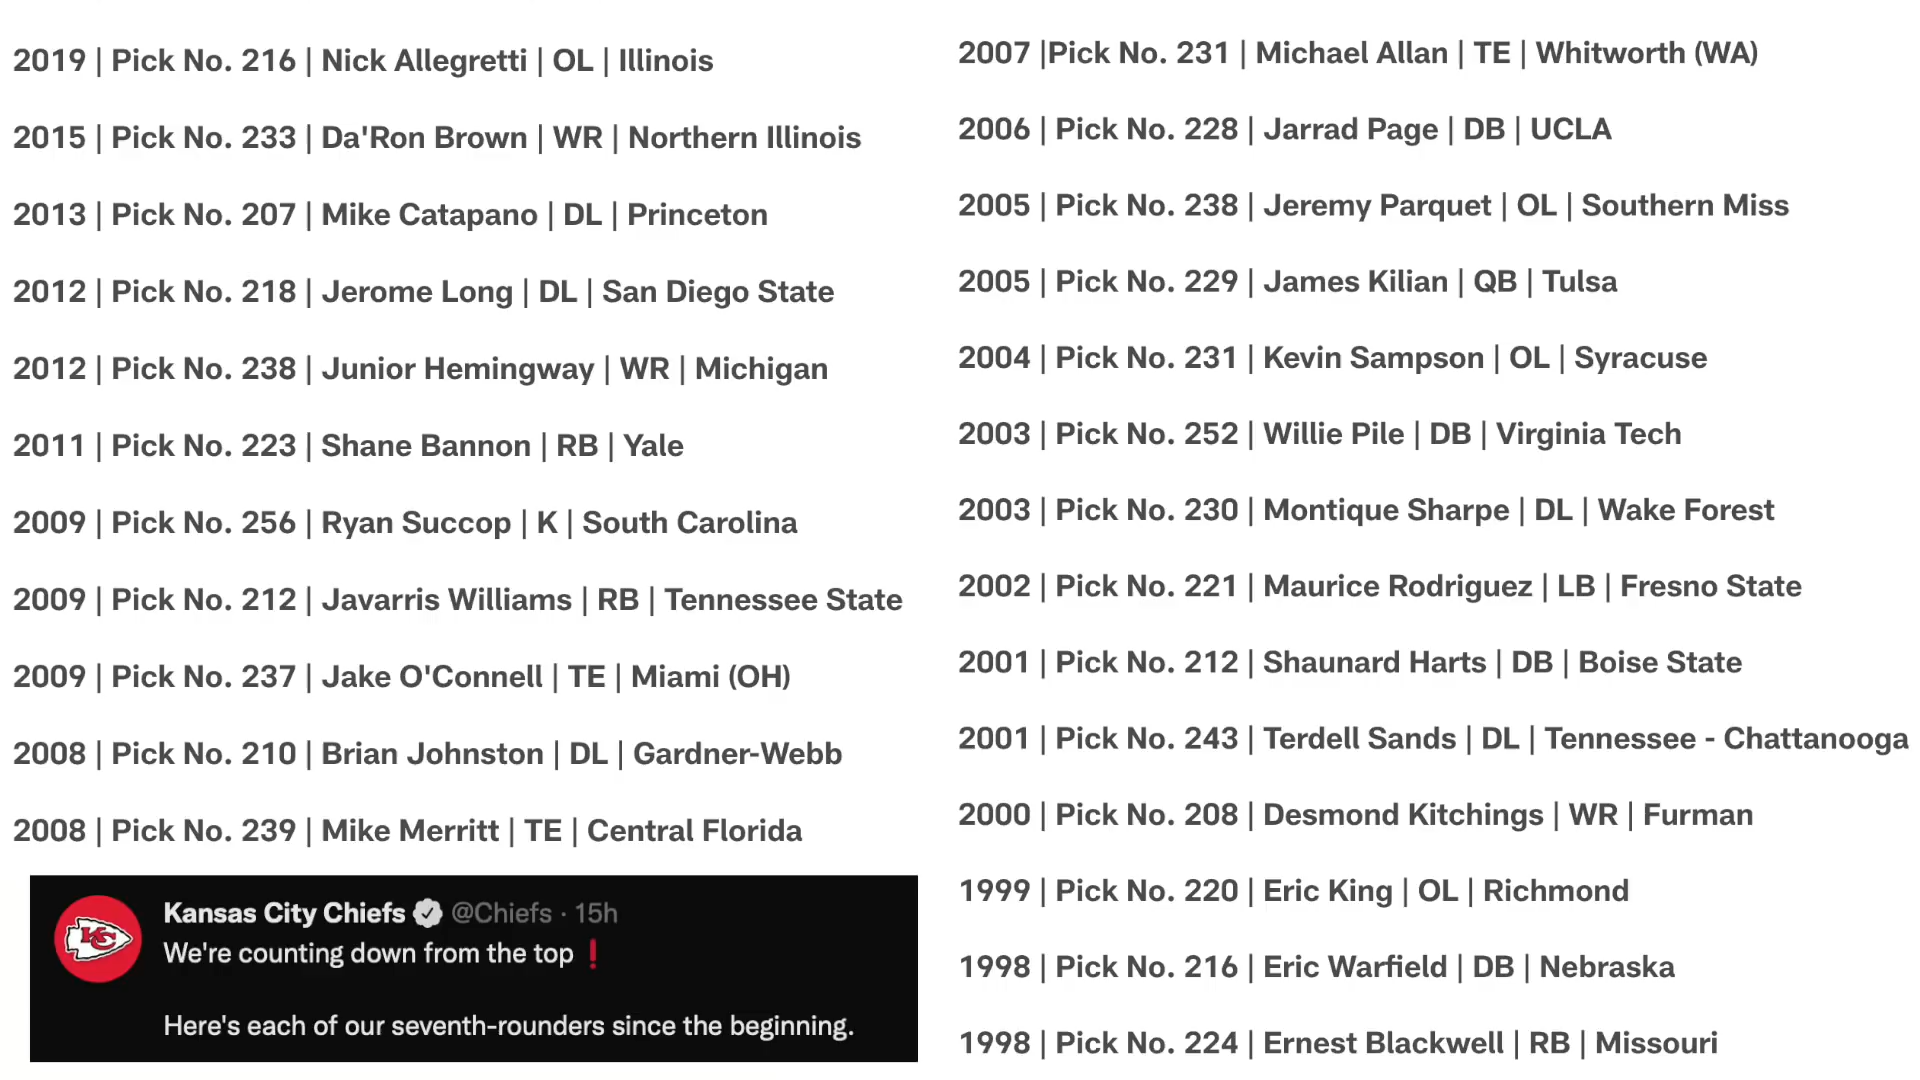 2019 | Pick No. 216 | Nick Allegretti | OL | Illinois
2015 | Pick No. 233 | Da'Ron Brown | WR | Northern Illinois
2013 | Pick No. 207 | Mike Catapano | DL | Princeton
2012 | Pick No. 218 | Jerome Long | DL | San Diego State
2012 | Pick No. 238 | Junior Hemingway | WR | Michigan
2011 | Pick No. 223 | Shane Bannon | RB | Yale
2009 | Pick No. 256 | Ryan Succop | K | South Carolina
2009 | Pick No. 212 | Javarris Williams | RB | Tennessee State
2009 | Pick No. 237 | Jake O'Connell | TE | Miami (OH)
2008 | Pick No. 210 | Brian Johnston | DL | Gardner-Webb
2008 | Pick No. 239 | Mike Merritt | TE | Central Florida
KC
Kansas City Chiefs @Chiefs · 15h
We're counting down from the top ❗
Here's each of our seventh-rounders since the beginning.
2007 |Pick No. 231 | Michael Allan | TE | Whitworth (WA)
2006 | Pick No. 228 | Jarrad Page | DB | UCLA
2005 | Pick No. 238 | Jeremy Parquet | OL | Southern Miss
2005 | Pick No. 229 | James Kilian | QB | Tulsa
2004 | Pick No. 231 | Kevin Sampson | OL | Syracuse
2003 | Pick No. 252 | Willie Pile | DB | Virginia Tech
2003 | Pick No. 230 | Montique Sharpe | DL | Wake Forest
2002 | Pick No. 221 | Maurice Rodriguez | LB | Fresno State
2001 | Pick No. 212 | Shaunard Harts | DB | Boise State
2001 | Pick No. 243 | Terdell Sands | DL | Tennessee - Chattanooga
2000 | Pick No. 208 | Desmond Kitchings | WR | Furman
1999 | Pick No. 220 | Eric King | OL | Richmond
1998 | Pick No. 216 | Eric Warfield | DB | Nebraska
1998 | Pick No. 224 | Ernest Blackwell | RB | Missouri